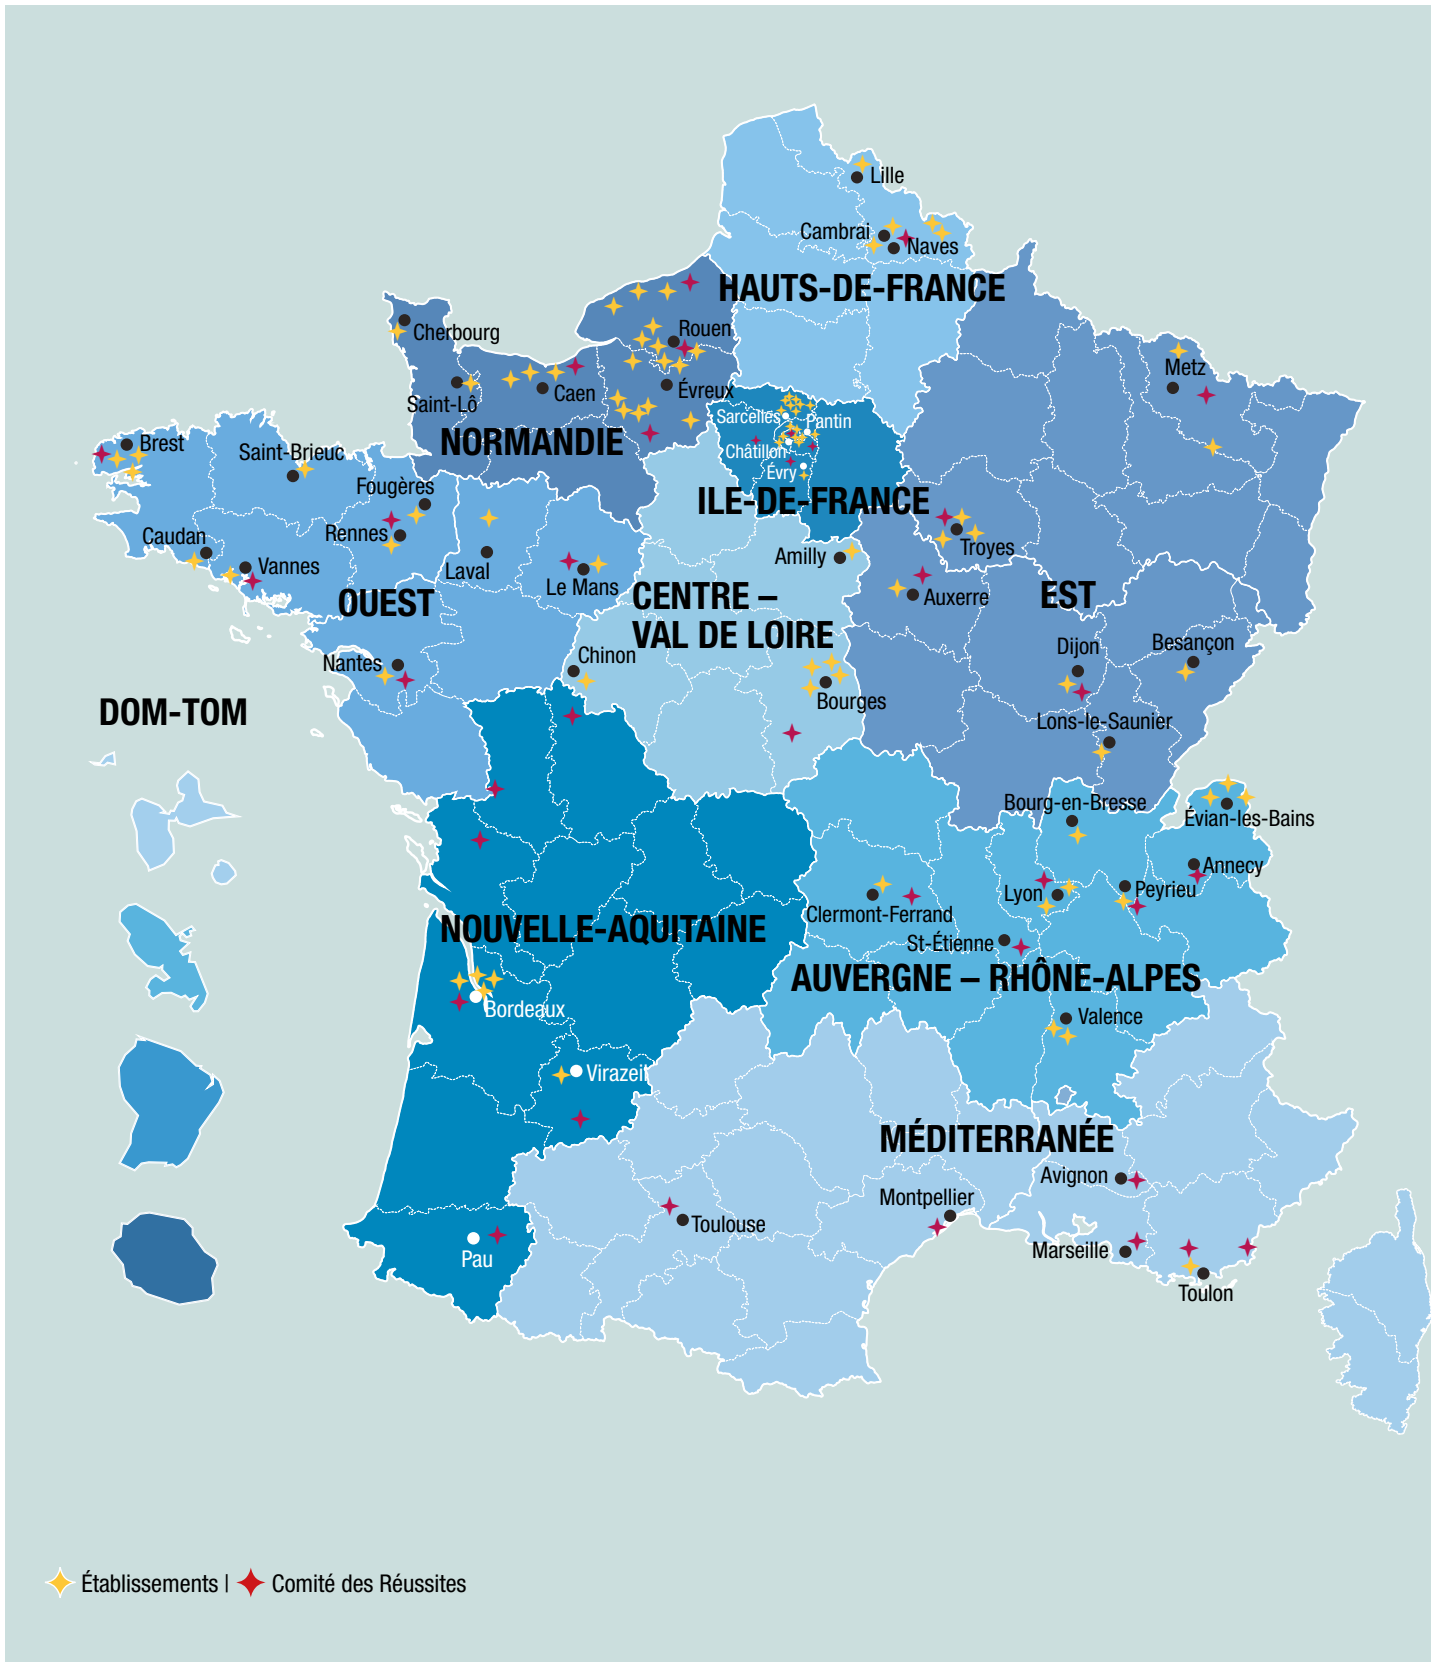 Lille
Cambrai
Naves
HAUTS-DE-FRANCE
Cherbourg
Rouen
Metz
Caen
Évreux
Saint-Lô
Sarcelles
Pantin
NORMANDIE
Brest
Saint-Brieuc
Châtillon
Évry
Fougères
ILE-DE-FRANCE
Rennes
Caudan
Troyes
Amilly
Vannes
Laval
Le Mans
CENTRE –
VAL DE LOIRE
Auxerre
EST
OUEST
Dijon
Besançon
Nantes
Chinon
Bourges
DOM-TOM
Lons-le-Saunier
Bourg-en-Bresse
Évian-les-Bains
Annecy
Lyon
Peyrieu
Clermont-Ferrand
NOUVELLE-AQUITAINE
St-Étienne
AUVERGNE – RHÔNE-ALPES
Bordeaux
Valence
Virazeil
MÉDITERRANÉE
Avignon
Montpellier
Toulouse
Marseille
Pau
Toulon
Établissements | Comité des Réussites